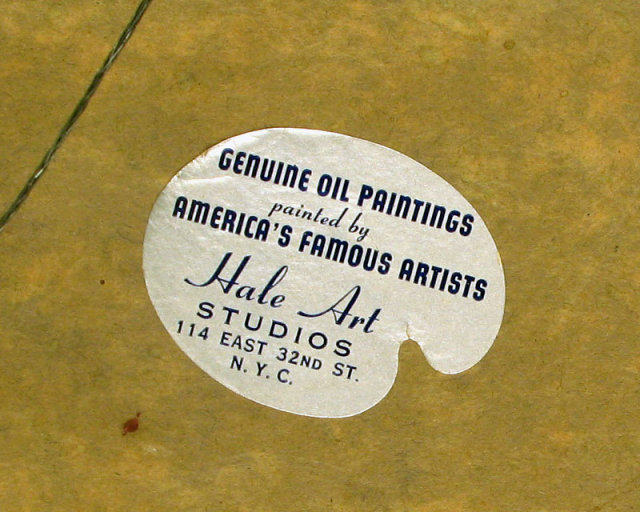 GENUINE OIL PAINTINGS
painted by
AMERICA'S FAMOUS ARTISTS
Hale Art
STUDIOS
114 EAST 32ND ST.
N. Y. C.